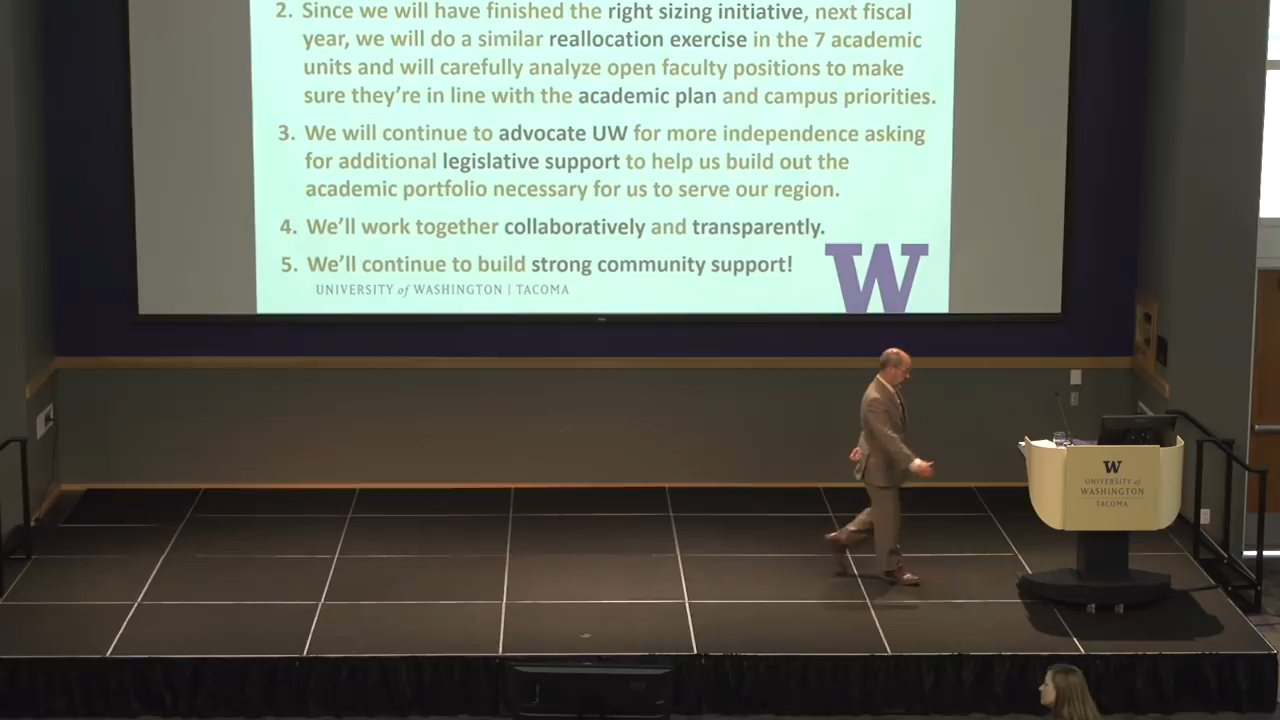 2. Since we will have finished the right sizing initiative, next fiscal
year, we will do a similar reallocation exercise in the 7 academic
units and will carefully analyze open faculty positions to make
sure they're in line with the academic plan and campus priorities.
3. We will continue to advocate UW for more independence asking
for additional legislative support to help us build out the
academic portfolio necessary for us to serve our region.
4. We'll work together collaboratively and transparently.
5. We'll continue to build strong community support!
UNIVERSITY of WASHINGTON | TACOMA
W
W
UNIVERSITY of
WASHINGTON
TACOMA